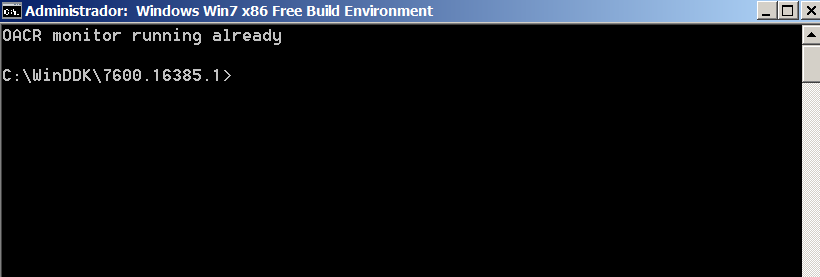 Administrador: Windows Win7 x86 Free Build Environment
OACR monitor running already
C:\WinDDK\7600.16385.1>